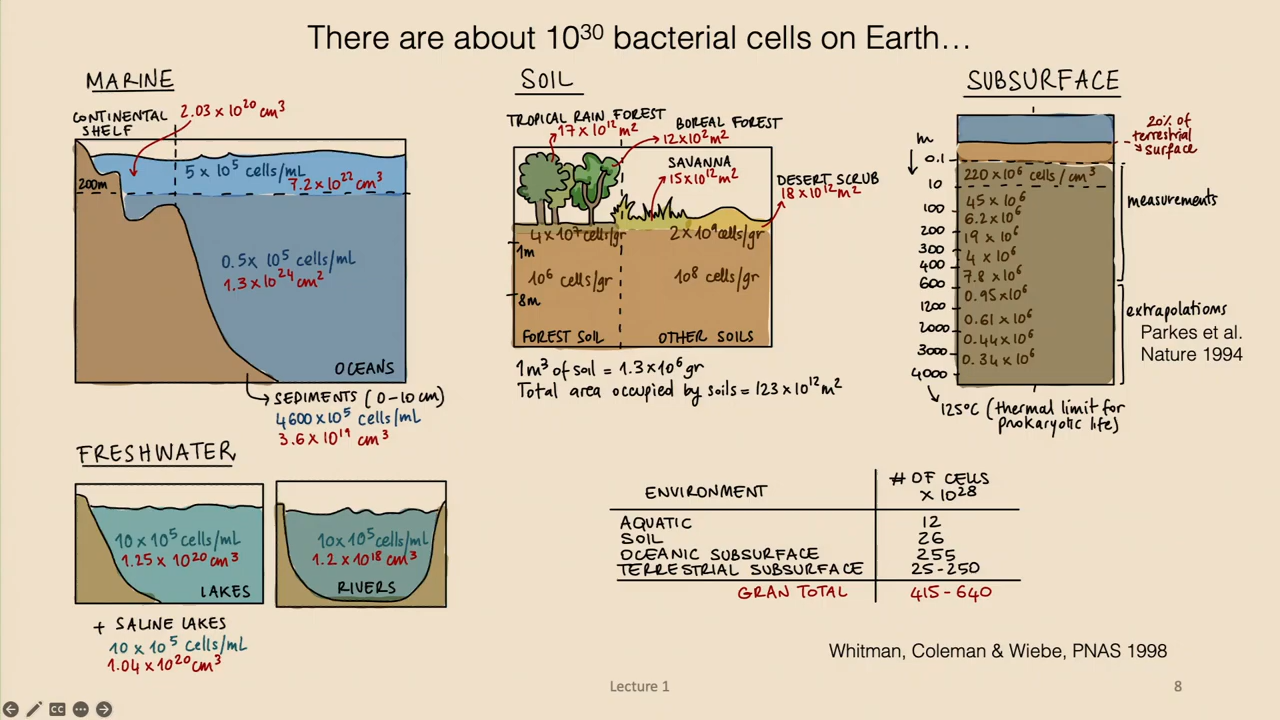 There are about 10³⁰ bacterial cells on Earth…
MARINE
CONTINENTAL
SHELF
2.03 x 10²⁰ cm³
5 x 10⁵ cells/mL
7.2 x 10²² cm³
200m
0.5x 10⁵ cells/mL
1.3 x 10²⁴ cm²
OCEANS
SEDIMENTS (0-10 cm)
4600 x 10⁵ cells/mL
3.6 x 10¹⁹ cm³
FRESHWATER
10 x 10⁵ cells/mL
1.25 x 10²⁰ cm³
LAKES
10x 10⁵ cells/mL
1.2 x 10¹⁸ cm³
RIVERS
+ SALINE LAKES
10 x 10⁵ cells/mL
1.04 x 10²⁰ cm³
SOIL
TROPICAL RAIN FOREST
17 x 10¹² m²
BOREAL FOREST
12 x 10² m²
SAVANNA
15 x 10¹² m²
DESERT SCRUB
18 x 10¹² m²
4 x 10⁷ cells/gr
2 x 10⁹ cells/gr
1m
10⁶ cells/gr
10⁸ cells/gr
8m
FOREST SOIL
OTHER SOILS
1m³ of soil = 1.3 x 10⁶ gr
Total area occupied by soils = 123 x 10¹² m²
SUBSURFACE
20% of
terrestrial
surface
m
0.1
220 x 10⁶ cells / cm³
10
45 x 10⁶
100
6.2 x 10⁶
200
19 x 10⁶
300
4 x 10⁶
400
7.8 x 10⁶
600
0.95 x 10⁶
1200
0.61 x 10⁶
2000
0.44 x 10⁶
3000
0.34 x 10⁶
4000
measurements
extrapolations
Parkes et al.
Nature 1994
125°C (thermal limit for
prokaryotic life)
ENVIRONMENT # OF CELLS
x 10²⁸
AQUATIC 12
SOIL 26
OCEANIC SUBSURFACE 255
TERRESTRIAL SUBSURFACE 25-250
GRAN TOTAL 415-640
Whitman, Coleman & Wiebe, PNAS 1998
Lecture 1
8
CC